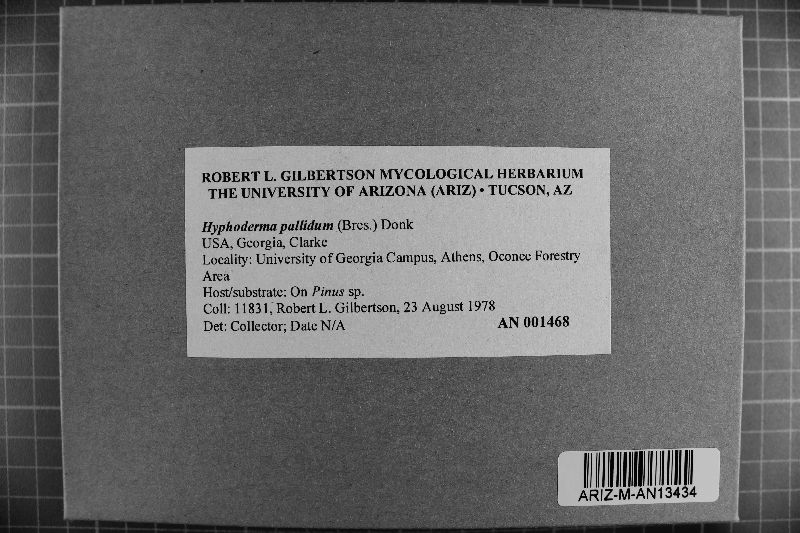 ROBERT L. GILBERTSON MYCOLOGICAL HERBARIUM
THE UNIVERSITY OF ARIZONA (ARIZ) • TUCSON, AZ
Hyphoderma pallidum (Bres.) Donk
USA, Georgia, Clarke
Locality: University of Georgia Campus, Athens, Oconee Forestry
Area
Host/substrate: On Pinus sp.
Coll: 11831, Robert L. Gilbertson, 23 August 1978
Det: Collector; Date N/A AN 001468
ARIZ-M-AN13434